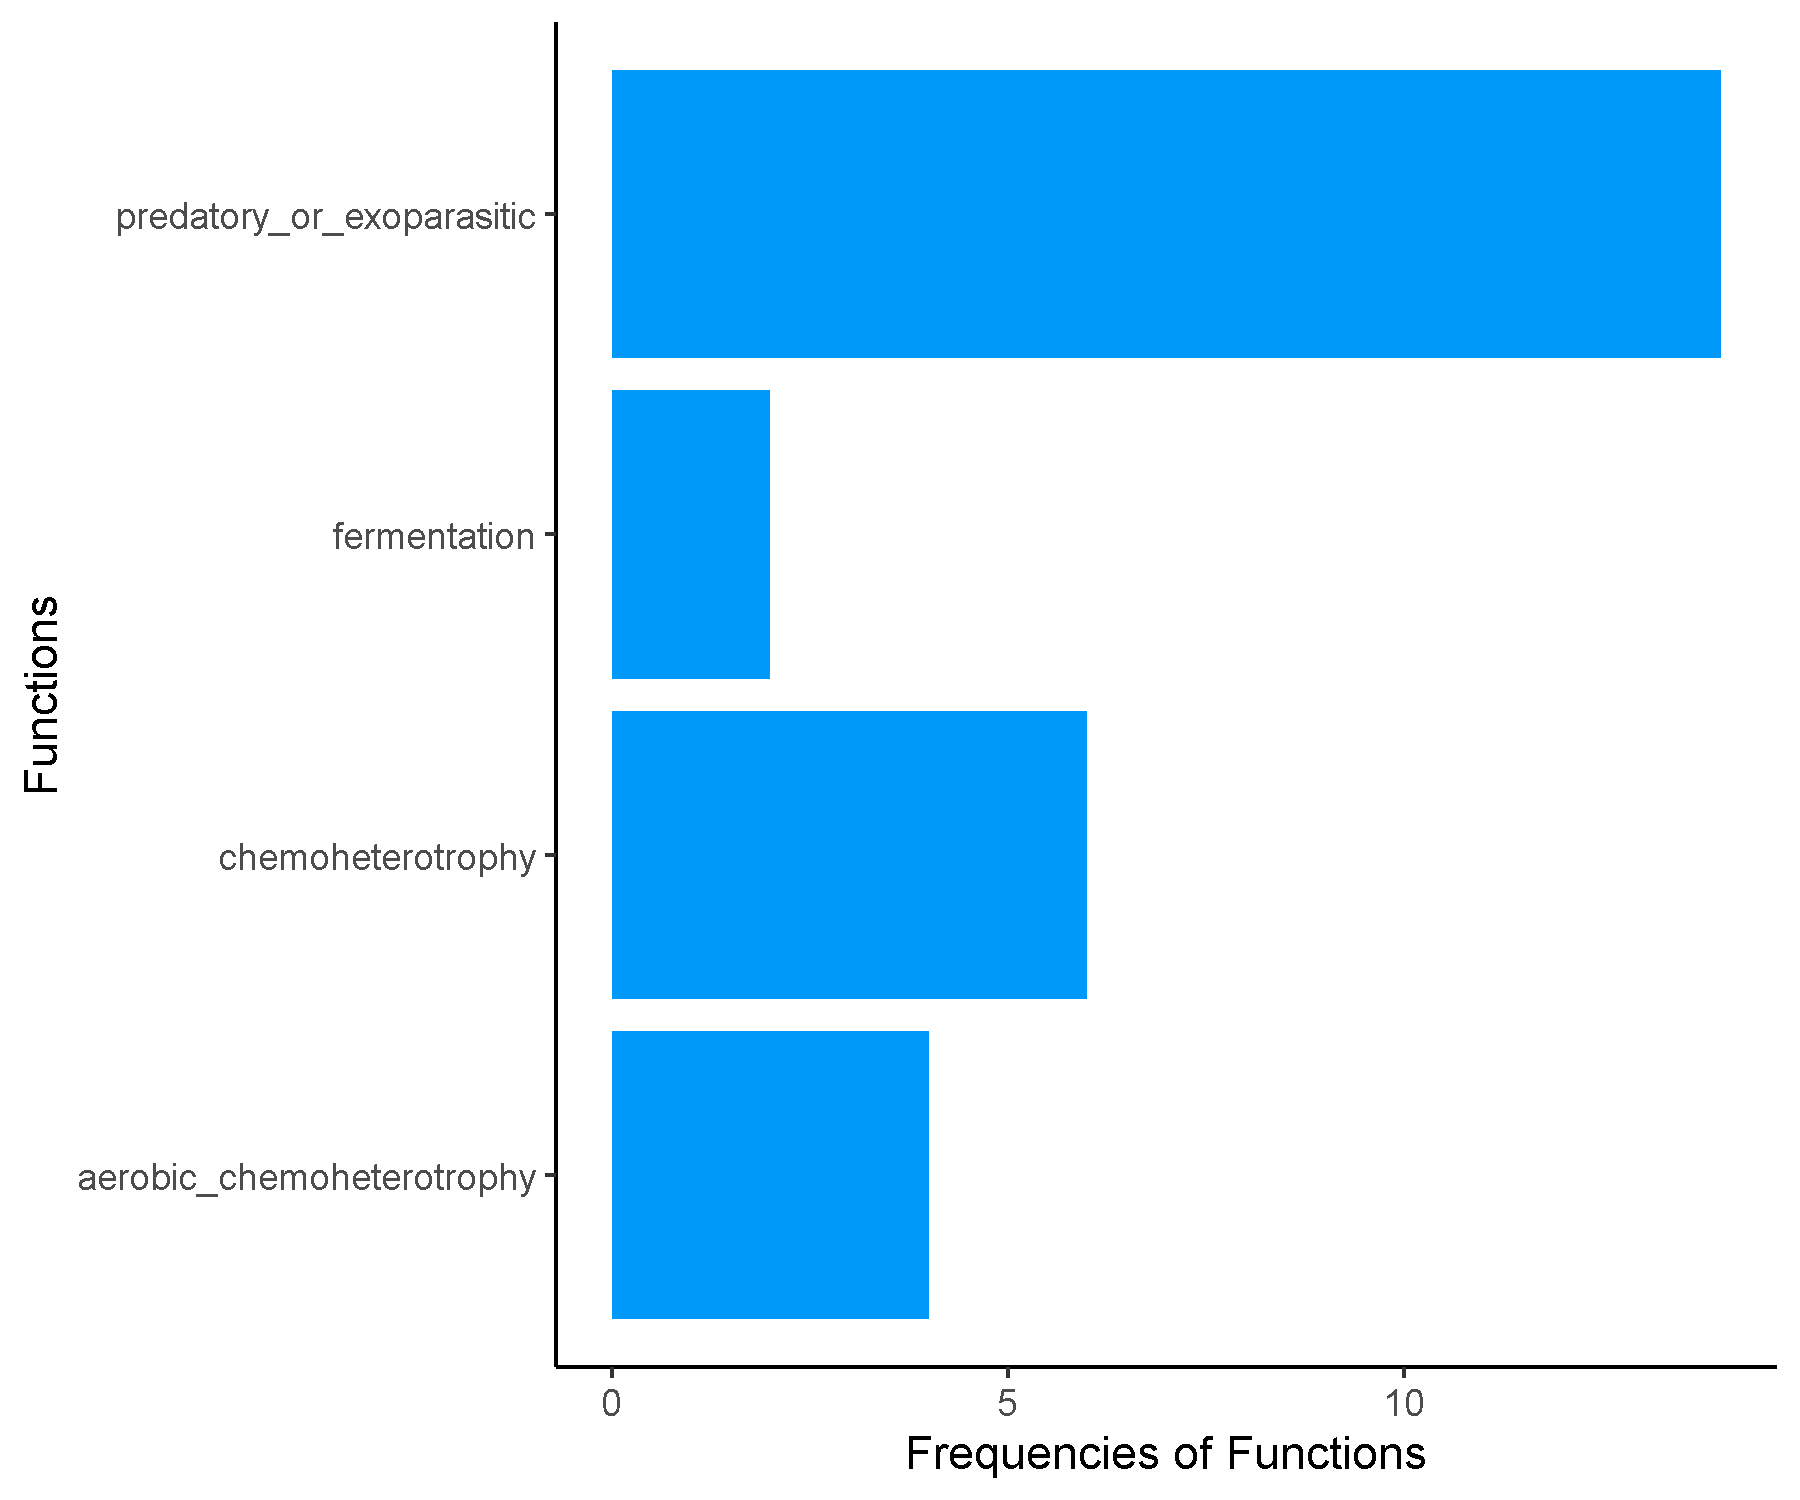 predatory_or_exoparasitic
fermentation
chemoheterotrophy
aerobic_chemoheterotrophy
Functions
0 5 10
Frequencies of Functions